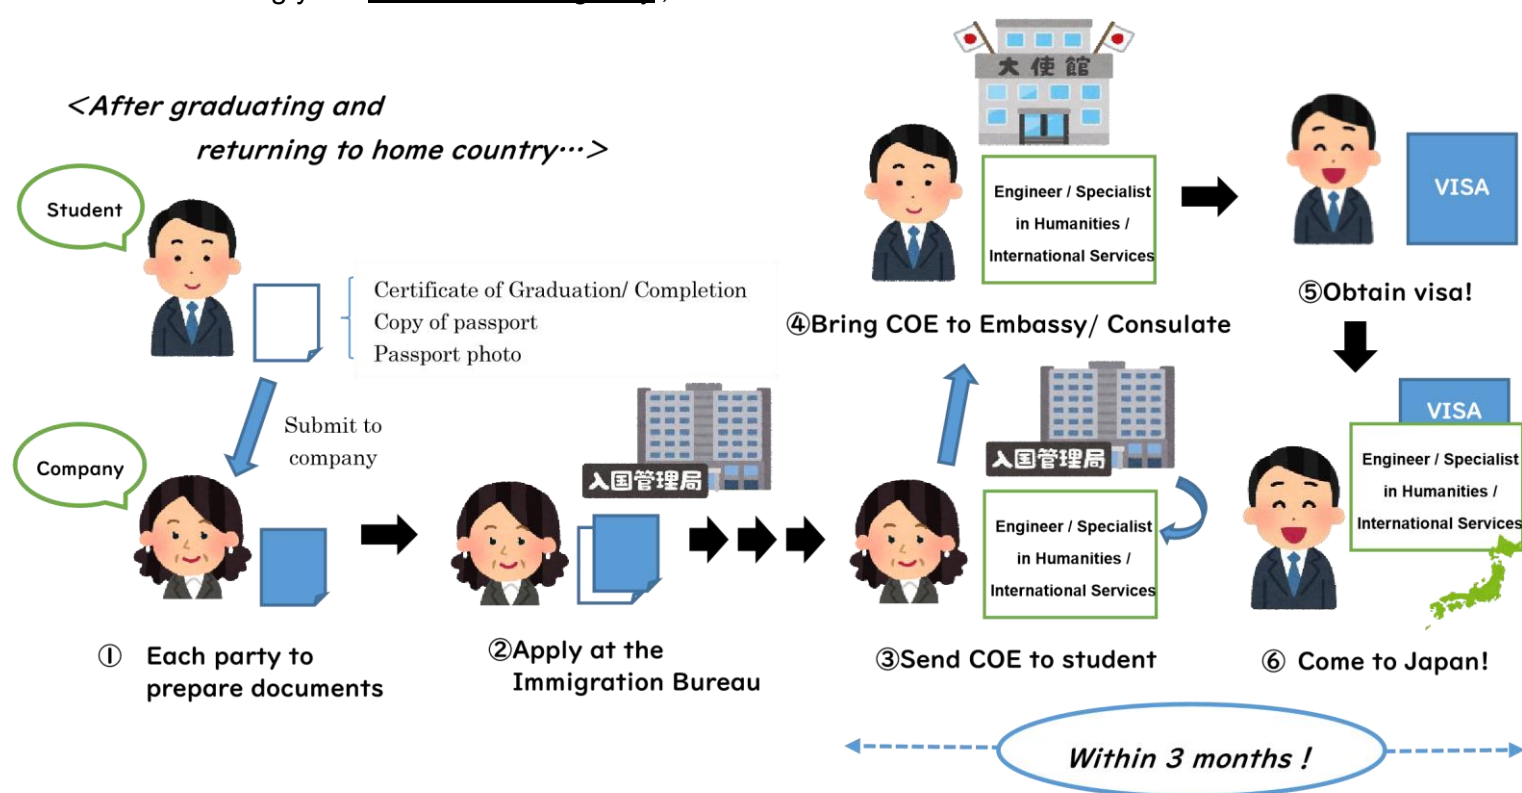 <After graduating and
returning to home country…>
Student
Certificate of Graduation/ Completion
Copy of passport
Passport photo
Submit to
company
Company
①
Each party to
prepare documents
入国管理局
②Apply at the
Immigration Bureau
入国管理局
Engineer / Specialist
in Humanities /
International Services
③Send COE to student
大使館
Engineer / Specialist
in Humanities /
International Services
④Bring COE to Embassy/ Consulate
VISA
⑤Obtain visa!
VISA
Engineer / Specialist
in Humanities /
International Services
⑥ Come to Japan!
Within 3 months !